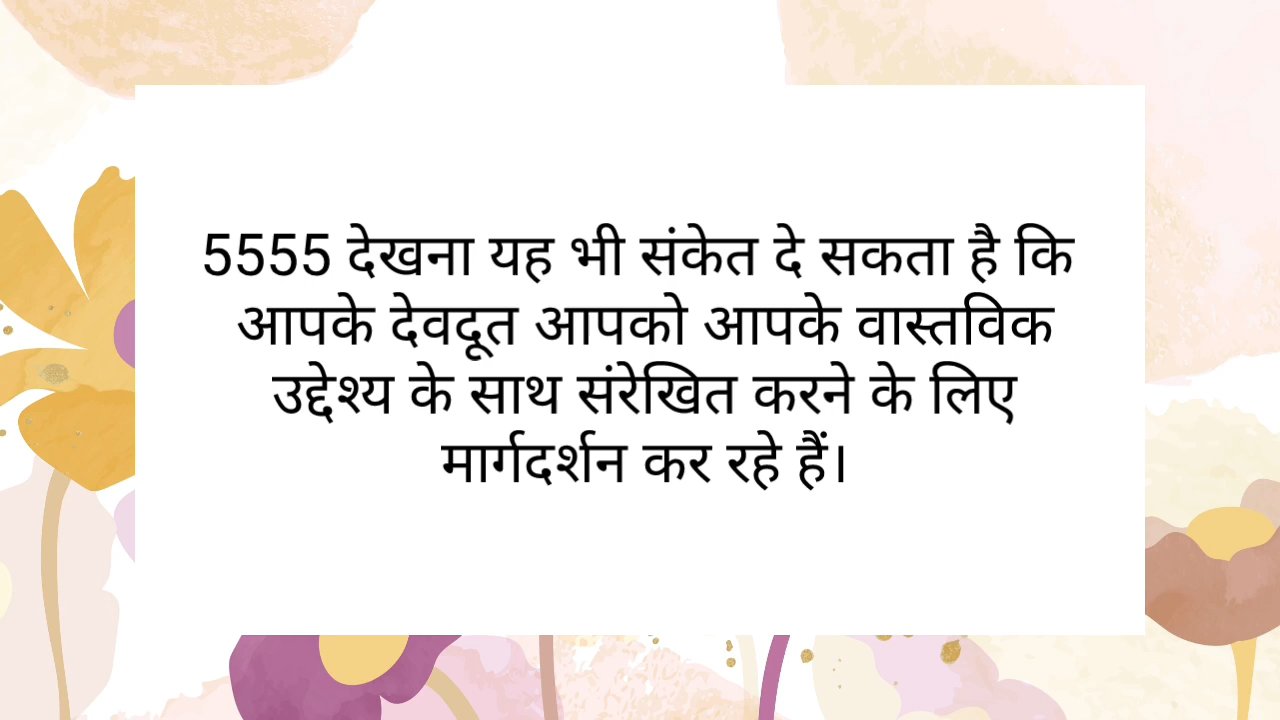 5555 देखना यह भी संकेत दे सकता है कि
आपके देवदूत आपको आपके वास्तविक
उद्देश्य के साथ संरेखित करने के लिए
मार्गदर्शन कर रहे हैं।